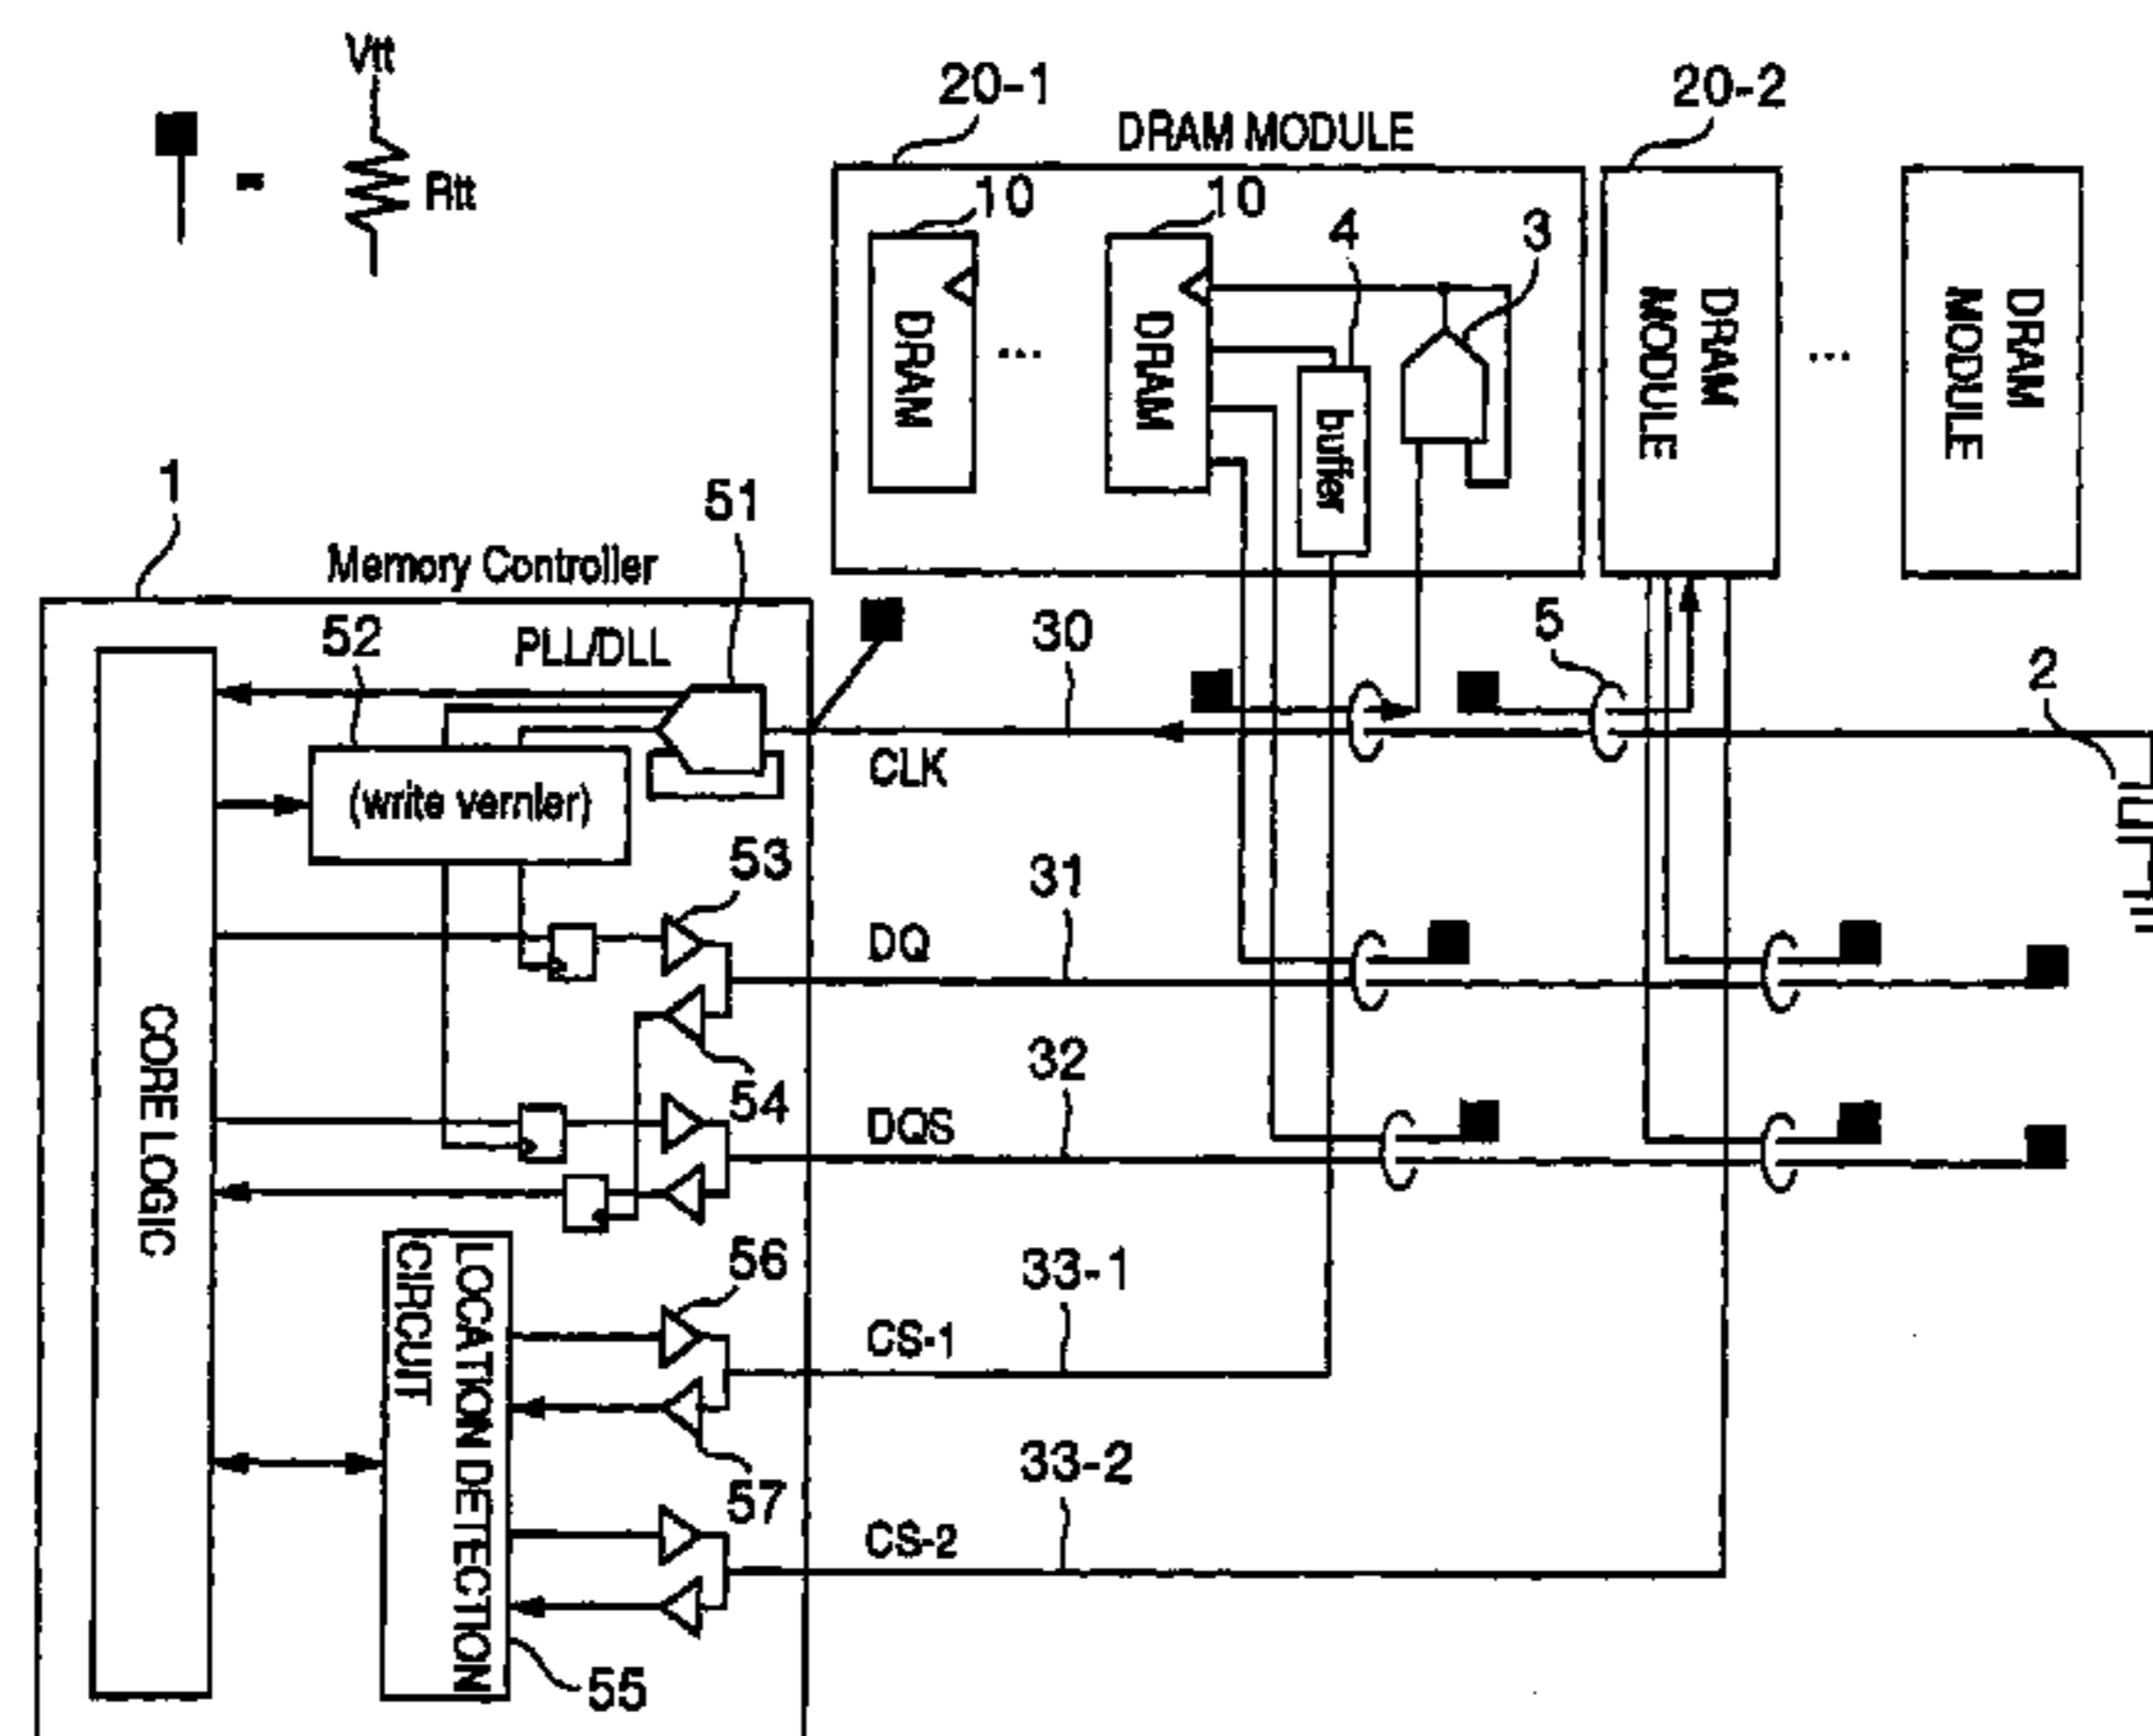 Vtt
Rtt
=
20-1
DRAM MODULE
20-2
10
10
4
3
DRAM
...
DRAM
buffer
DRAM
MODULE
...
DRAM
MODULE
1
Memory Controller
51
52
PLL/DLL
30
5
2
CLK
(write vernier)
53
31
DQ
54
32
DQS
CORE LOGIC
56
33-1
CS-1
LOCATION DETECTION
CIRCUIT
57
33-2
CS-2
55